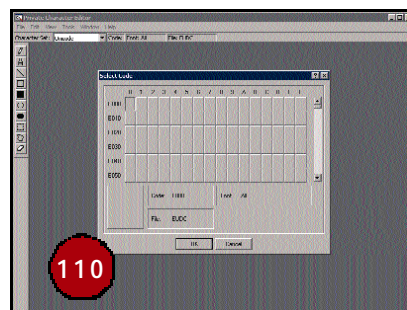 Private Character Editor
File Edit View Tools Window Help
Character Set: Unicode Code: Font: All File: EUDC
Select Code
0 1 2 3 4 5 6 7 8 9 A B C D E F
E000
E010
E020
E030
E040
E050
Code: E000 Font: All
File: EUDC
OK Cancel
110